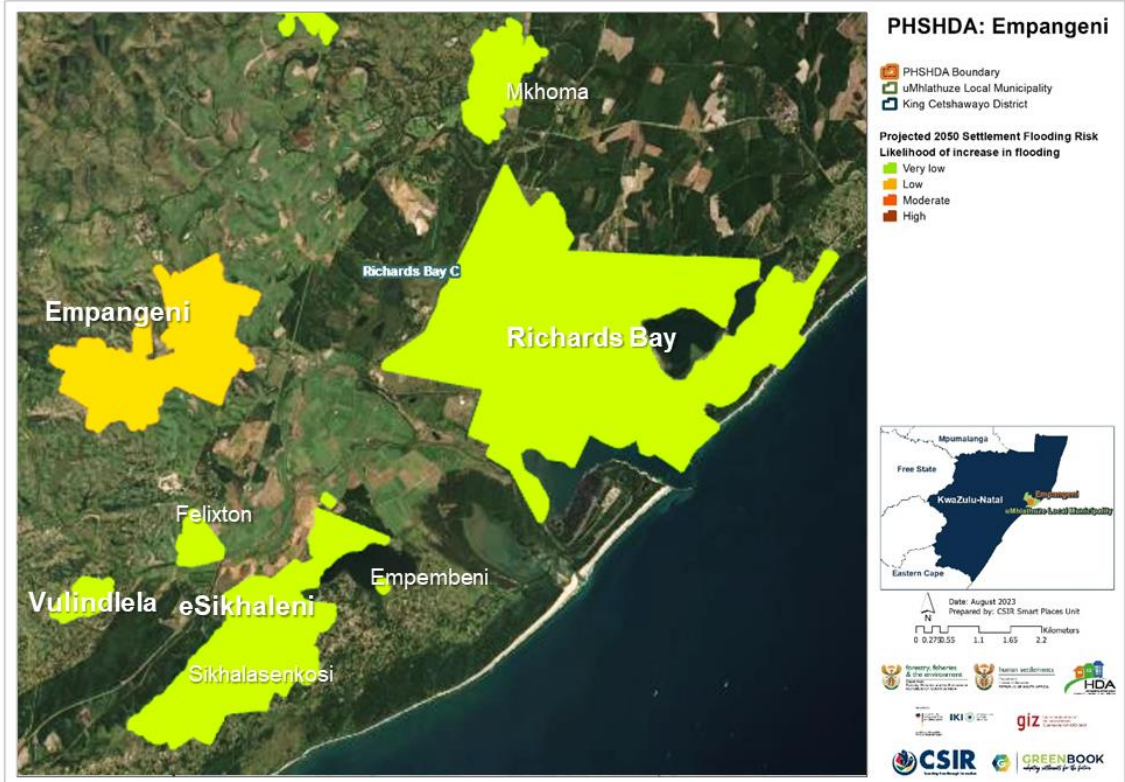 PHSHDA: Empangeni
PHSHDA Boundary
uMhlathuze Local Municipality
King Cetshawayo District
Projected 2050 Settlement Flooding Risk
Likelihood of increase in flooding
Very low
Low
Moderate
High
Mkhoma
Richards Bay C
Empangeni
Richards Bay
Felixton
Empembeni
Vulindlela
eSikhaleni
Sikhalasenkosi
Mpumalanga
Free State
KwaZulu-Natal
Empangeni
uMhlathuze Local Municipality
Eastern Cape
N
Date: August 2023
Prepared by: CSIR Smart Places Unit
Kilometers
0 0.275 0.55 1.1 1.65 2.2
forestry, fisheries
& the environment
human settlements
HDA
IKI
giz
CSIR
GREENBOOK